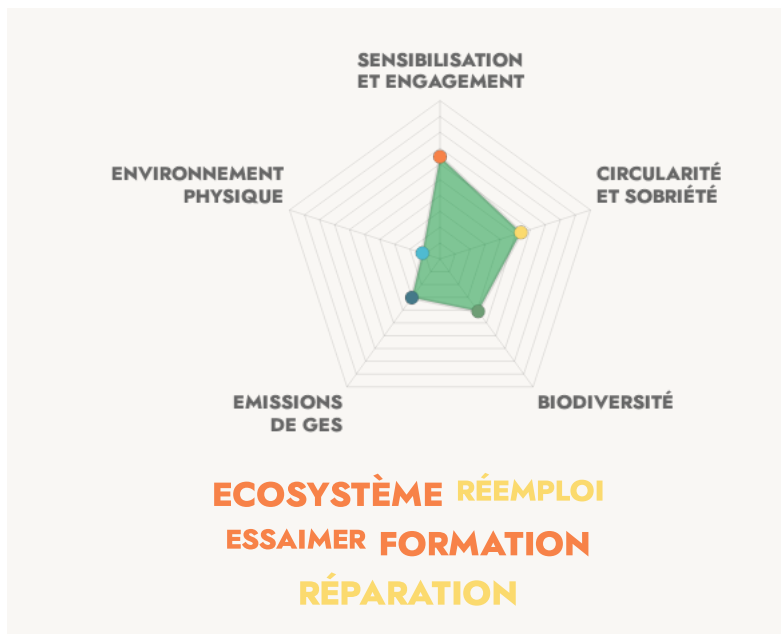 SENSIBILISATION
ET ENGAGEMENT
ENVIRONNEMENT
PHYSIQUE
CIRCULARITÉ
ET SOBRIÉTÉ
EMISSIONS
DE GES
BIODIVERSITÉ
ECOSYSTÈME RÉEMPLOI
ESSAIMER FORMATION
RÉPARATION